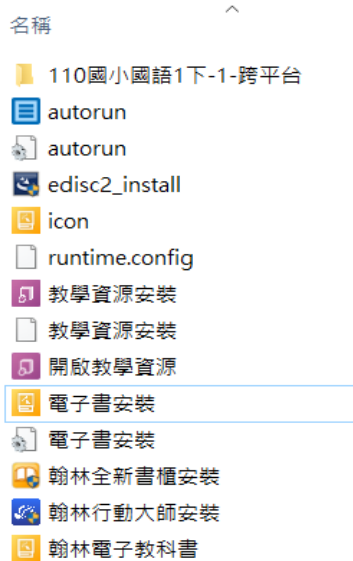 名稱
110國小國語1下-1-跨平台
autorun
autorun
edisc2_install
icon
runtime.config
教學資源安裝
教學資源安裝
開啟教學資源
電子書安裝
電子書安裝
翰林全新書櫃安裝
翰林行動大師安裝
翰林電子教科書